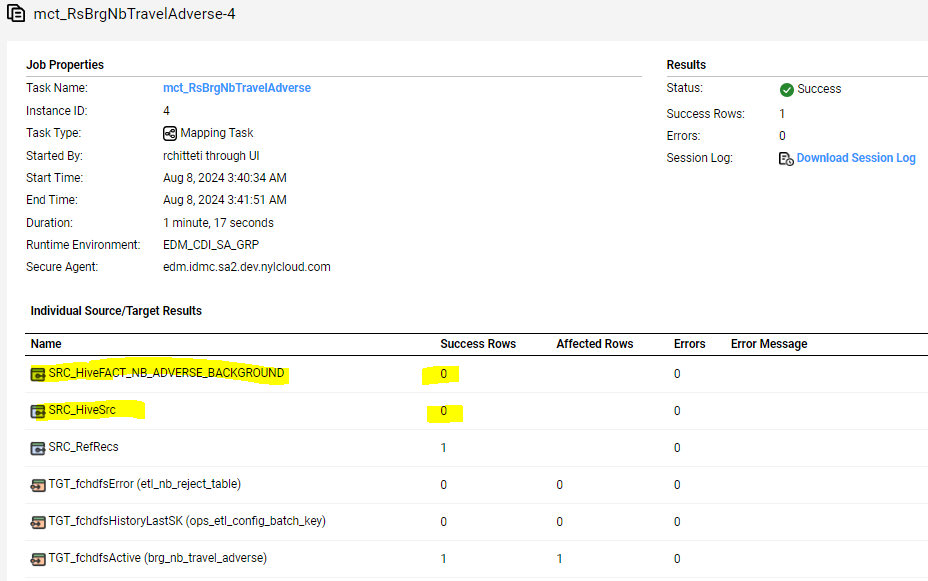 mct_RsBrgNbTravelAdverse-4
Job Properties
Task Name: mct_RsBrgNbTravelAdverse
Instance ID: 4
Task Type: Mapping Task
Started By: rchitteti through UI
Start Time: Aug 8, 2024 3:40:34 AM
End Time: Aug 8, 2024 3:41:51 AM
Duration: 1 minute, 17 seconds
Runtime Environment: EDM_CDI_SA_GRP
Secure Agent: edm.idmc.sa2.dev.nylcloud.com
Results
Status: Success
Success Rows: 1
Errors: 0
Session Log: Download Session Log
Individual Source/Target Results
Name Success Rows Affected Rows Errors Error Message
SRC_HiveFACT_NB_ADVERSE_BACKGROUND 0 0
SRC_HiveSrc 0 0
SRC_RefRecs 1 0
TGT_fchdfsError (etl_nb_reject_table) 0 0 0
TGT_fchdfsHistoryLastSK (ops_etl_config_batch_key) 0 0 0
TGT_fchdfsActive (brg_nb_travel_adverse) 1 1 0